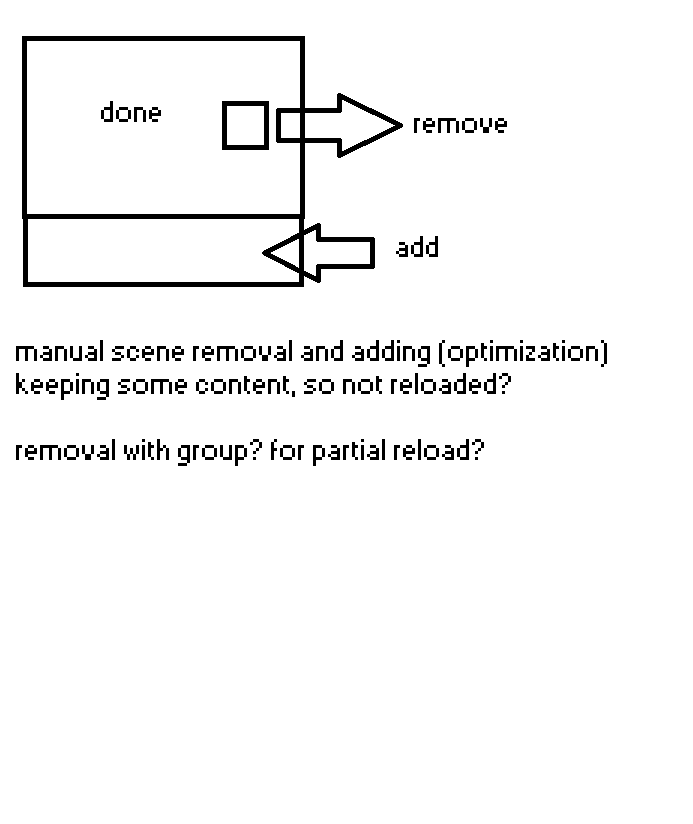 done
remove
add
manual scene removal and adding (optimization)
keeping some content, so not reloaded?
removal with group? for partial reload?